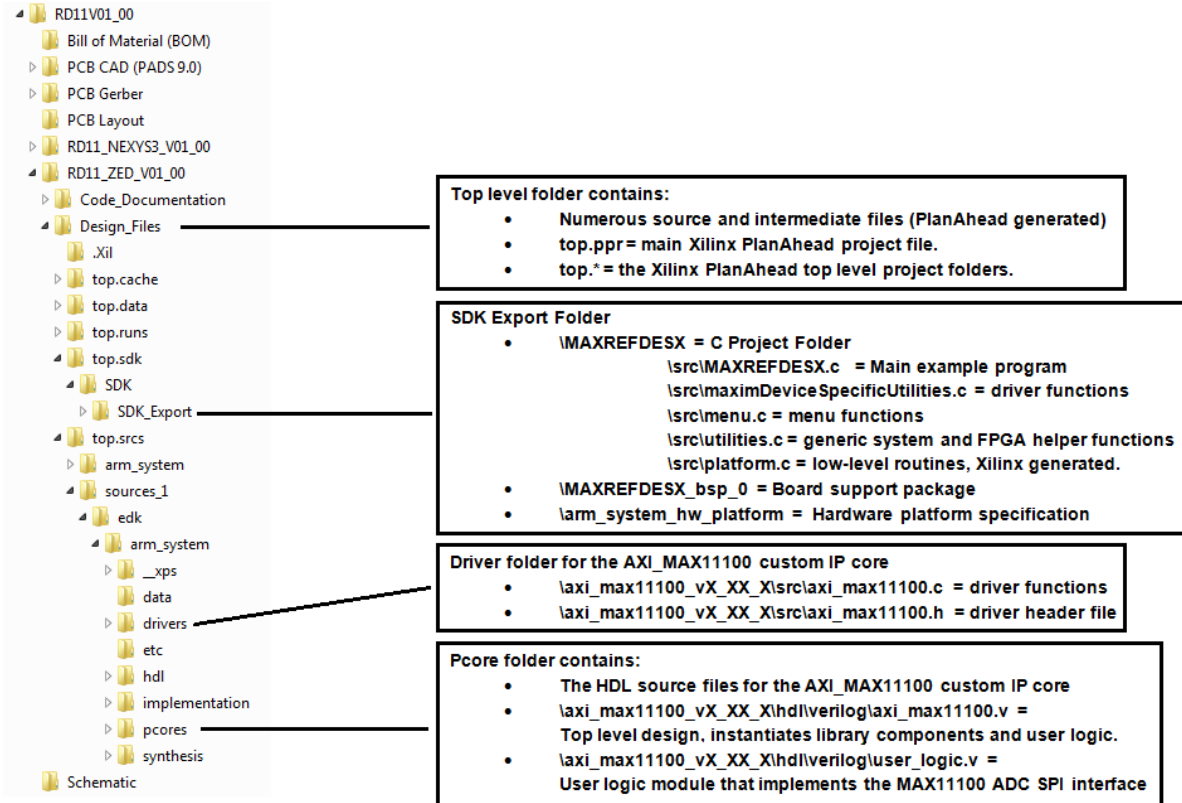 RD11V01_00
Bill of Material (BOM)
PCB CAD (PADS 9.0)
PCB Gerber
PCB Layout
RD11_NEXYS3_V01_00
RD11_ZED_V01_00
Code_Documentation
Design_Files
.Xil
top.cache
top.data
top.runs
top.sdk
SDK
SDK_Export
top.srcs
arm_system
sources_1
edk
arm_system
__xps
data
drivers
etc
hdl
implementation
pcores
synthesis
Schematic
Top level folder contains:
• Numerous source and intermediate files (PlanAhead generated)
• top.ppr = main Xilinx PlanAhead project file.
• top.* = the Xilinx PlanAhead top level project folders.
SDK Export Folder
• \MAXREFDESX = C Project Folder
\src\MAXREFDESX.c = Main example program
\src\maximDeviceSpecificUtilities.c = driver functions
\src\menu.c = menu functions
\src\utilities.c = generic system and FPGA helper functions
\src\platform.c = low-level routines, Xilinx generated.
• \MAXREFDESX_bsp_0 = Board support package
• \arm_system_hw_platform = Hardware platform specification
Driver folder for the AXI_MAX11100 custom IP core
• \axi_max11100_vX_XX_X\src\axi_max11100.c = driver functions
• \axi_max11100_vX_XX_X\src\axi_max11100.h = driver header file
Pcore folder contains:
• The HDL source files for the AXI_MAX11100 custom IP core
• \axi_max11100_vX_XX_X\hdl\verilog\axi_max11100.v =
Top level design, instantiates library components and user logic.
• \axi_max11100_vX_XX_X\hdl\verilog\user_logic.v =
User logic module that implements the MAX11100 ADC SPI interface